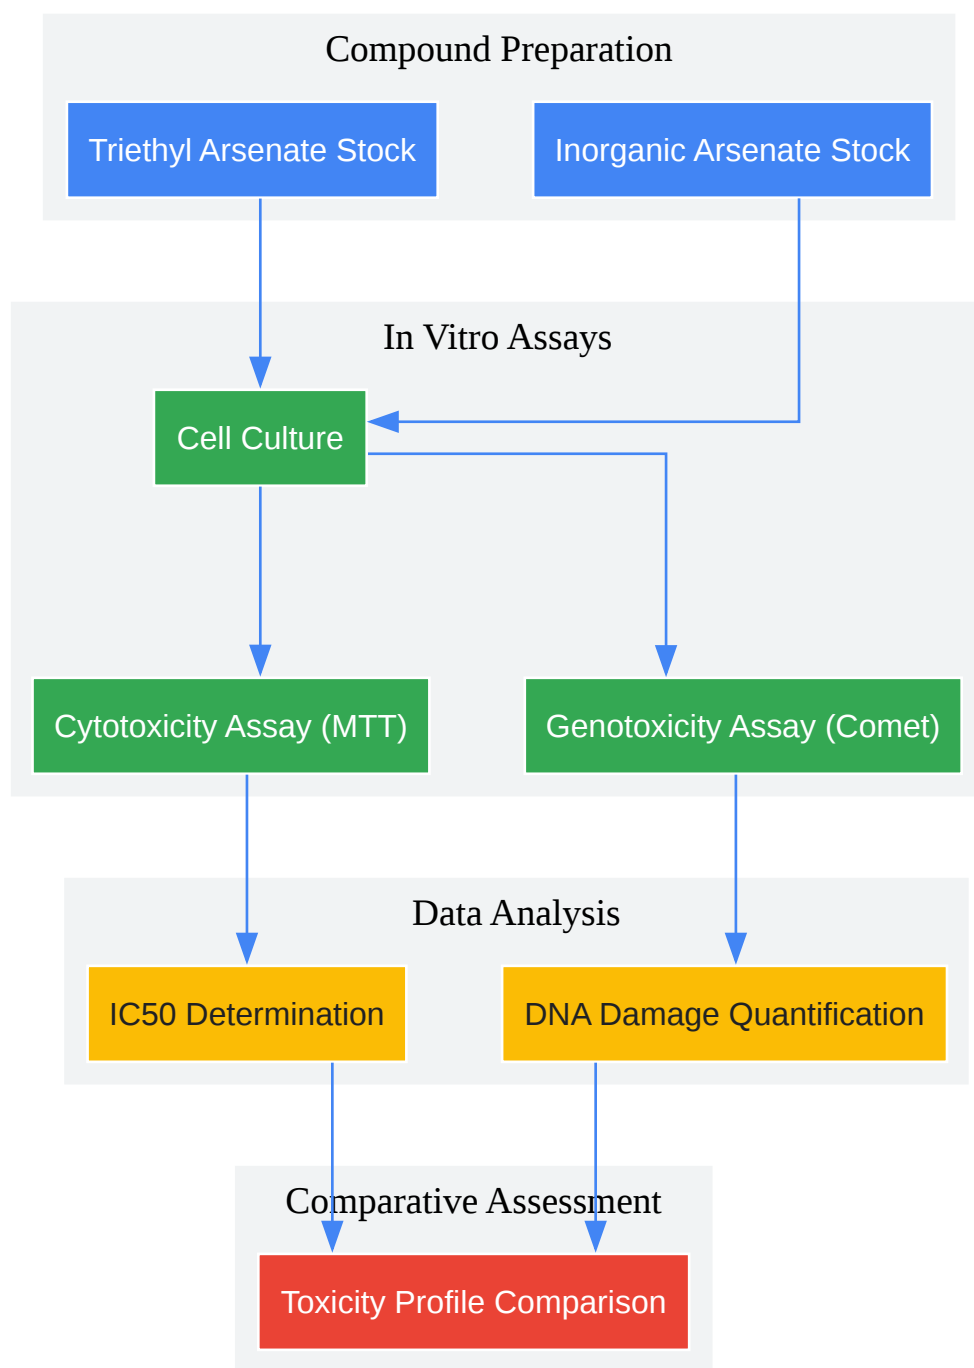 Compound Preparation
Triethyl Arsenate Stock
Inorganic Arsenate Stock
In Vitro Assays
Cell Culture
Cytotoxicity Assay (MTT)
Genotoxicity Assay (Comet)
Data Analysis
IC50 Determination
DNA Damage Quantification
Comparative Assessment
Toxicity Profile Comparison